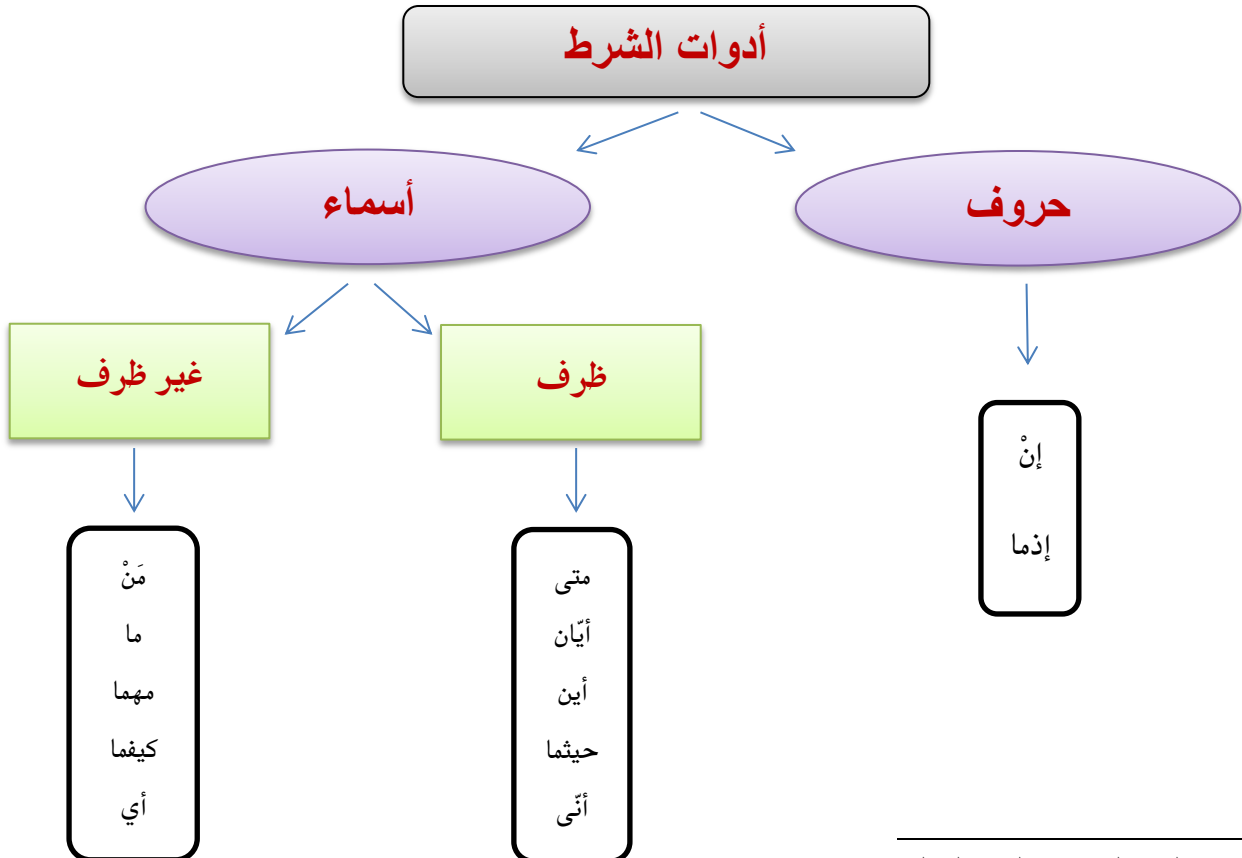 أدوات الشرط
حروف
أسماء
ظرف
غير ظرف
إنْ
إذما
متى
أيّان
أين
حيثما
أنّى
مَنْ
ما
مهما
كيفما
أي